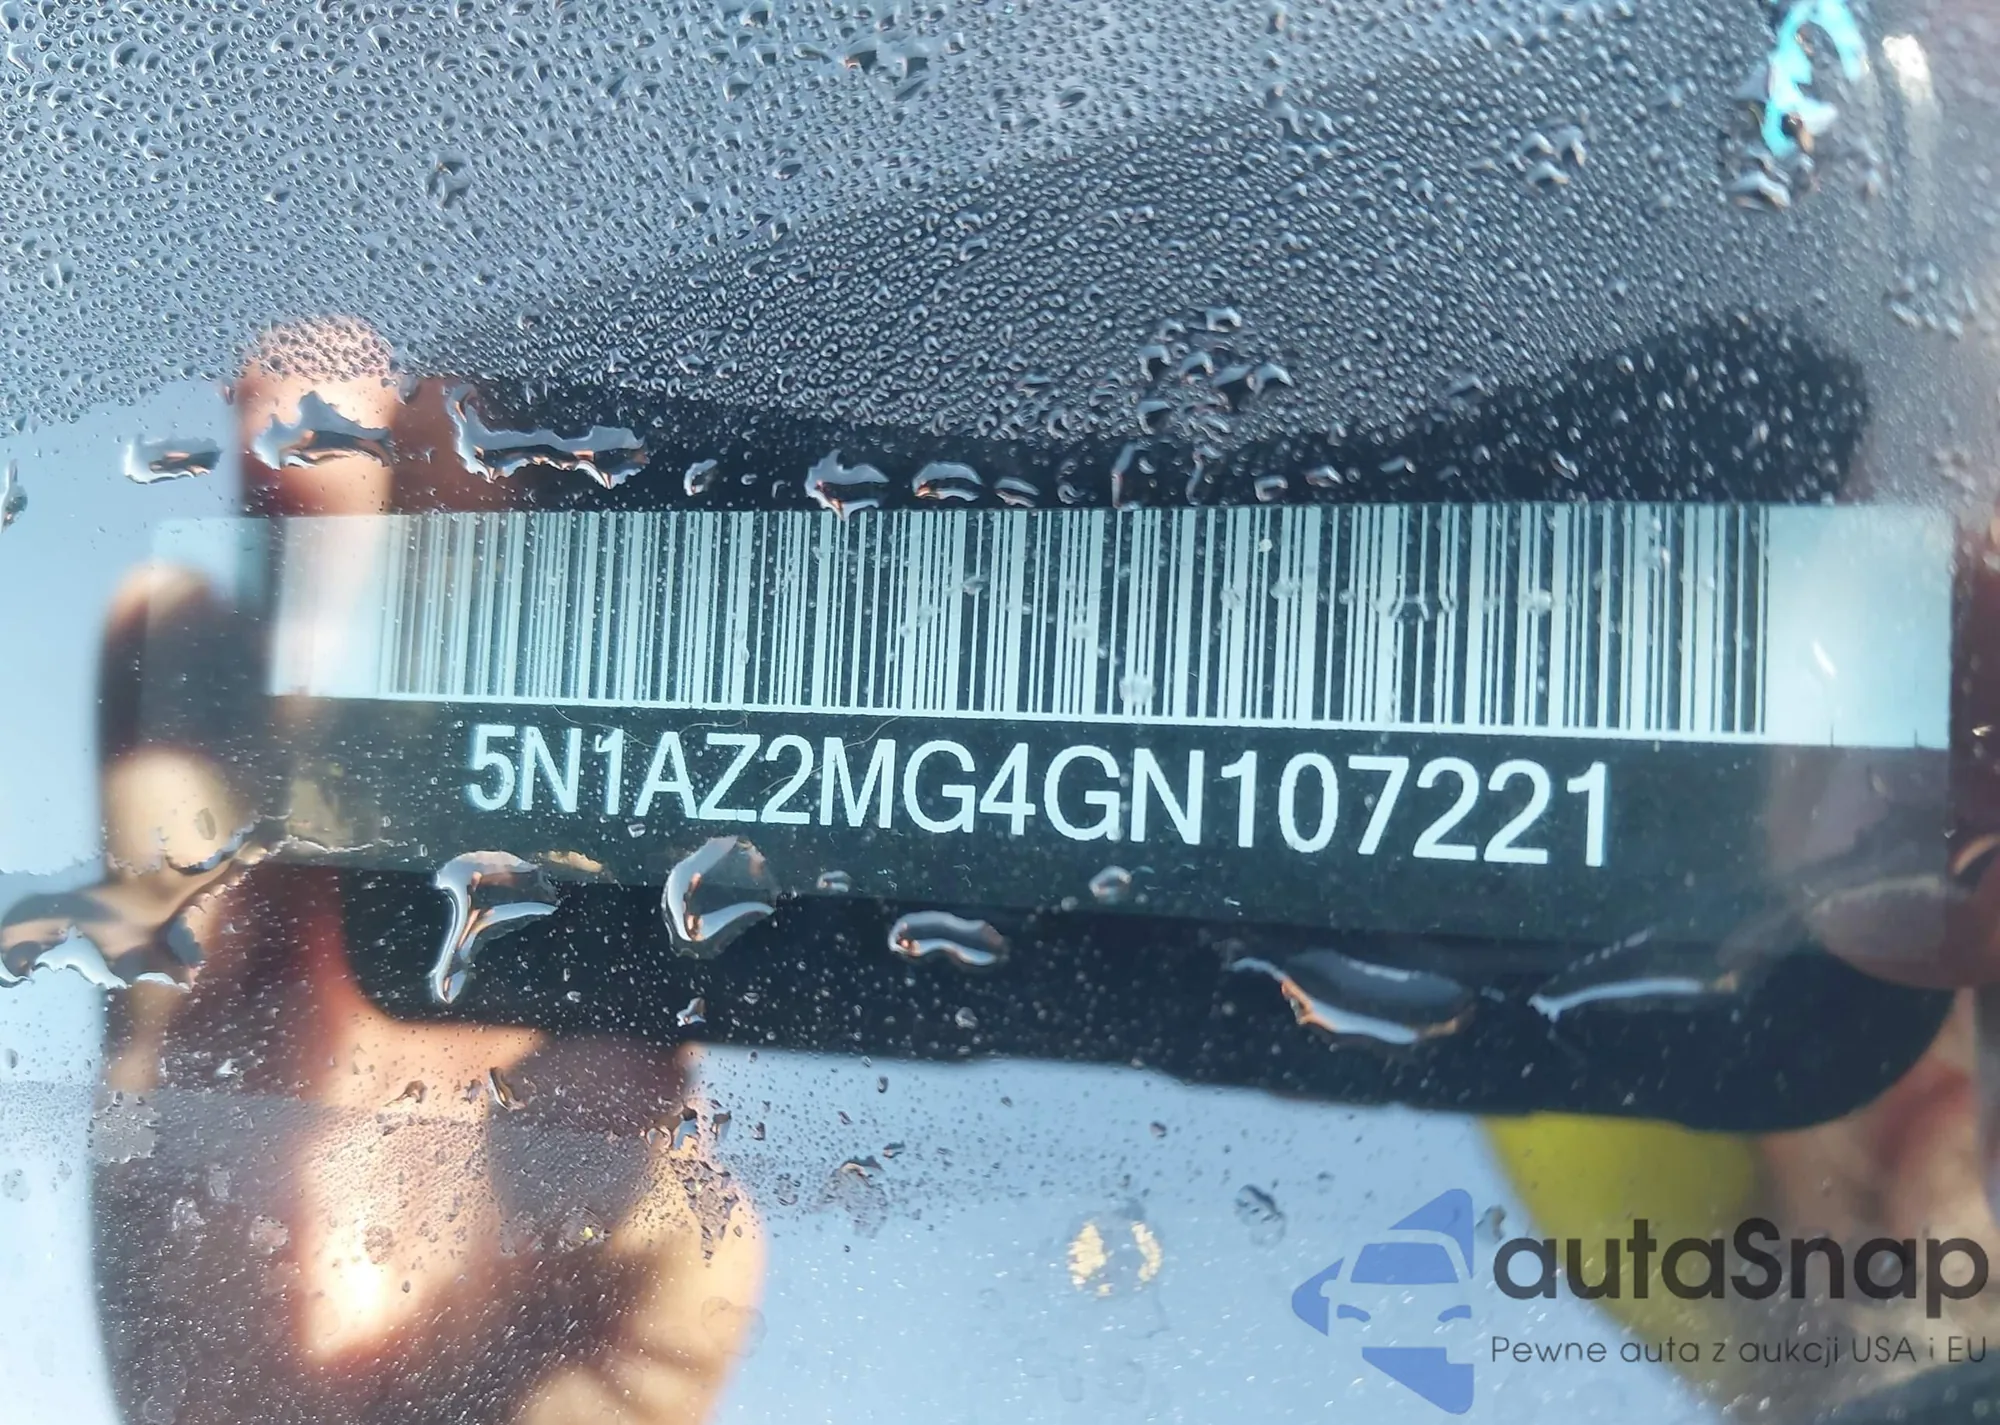 5N1AZ2MG4GN107221
autaSnap
Pewne auta z aukcji USA i EU